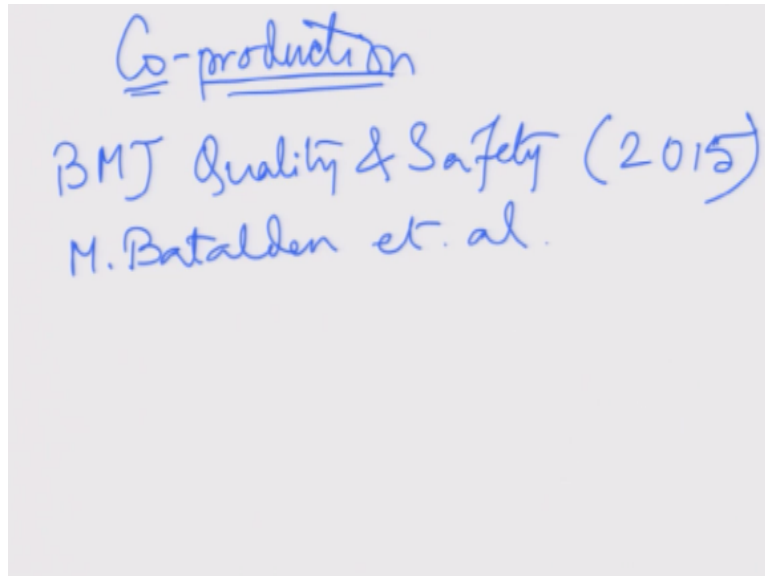 Co-production
BMJ Quality & Safety (2015)
M. Batalden et. al.